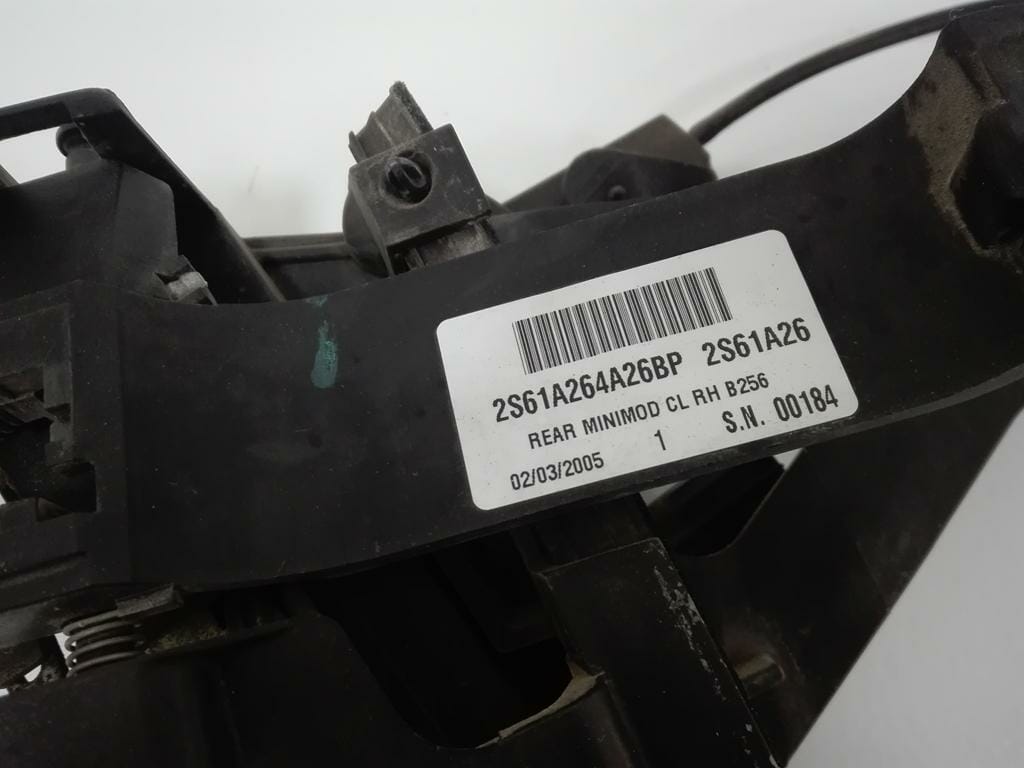 2S61A264A26BP 2S61A26
REAR MINIMOD CL RH B256
02/03/2005 1 S.N. 00184